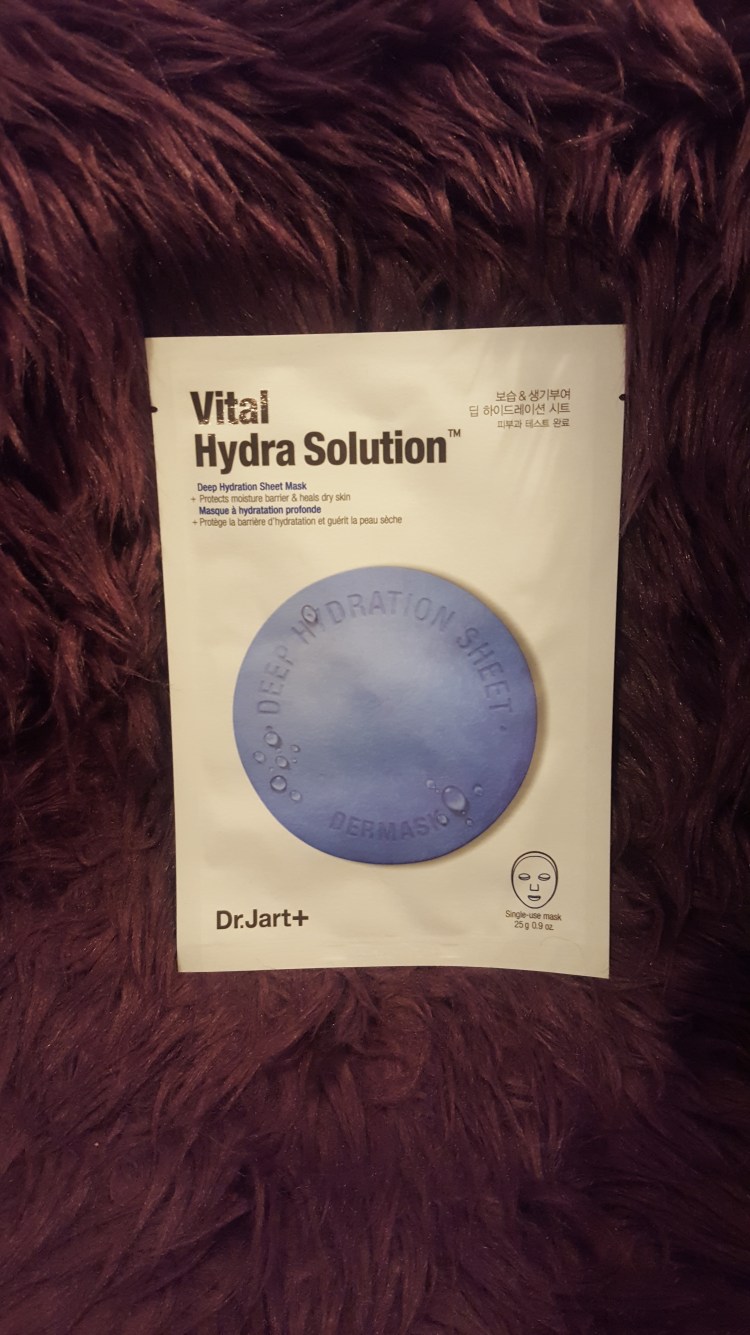 Vital
Hydra Solution™
보습 & 생기부여
딥 하이드레이션 시트
피부과 테스트 완료
Deep Hydration Sheet Mask
+ Protects moisture barrier & heals dry skin
Masque à hydratation profonde
+ Protège la barrière d'hydratation et guérit la peau sèche
DEEP HYDRATION SHEET
DERMASK
Dr.Jart+
Single-use mask
25 g 0.9 oz.